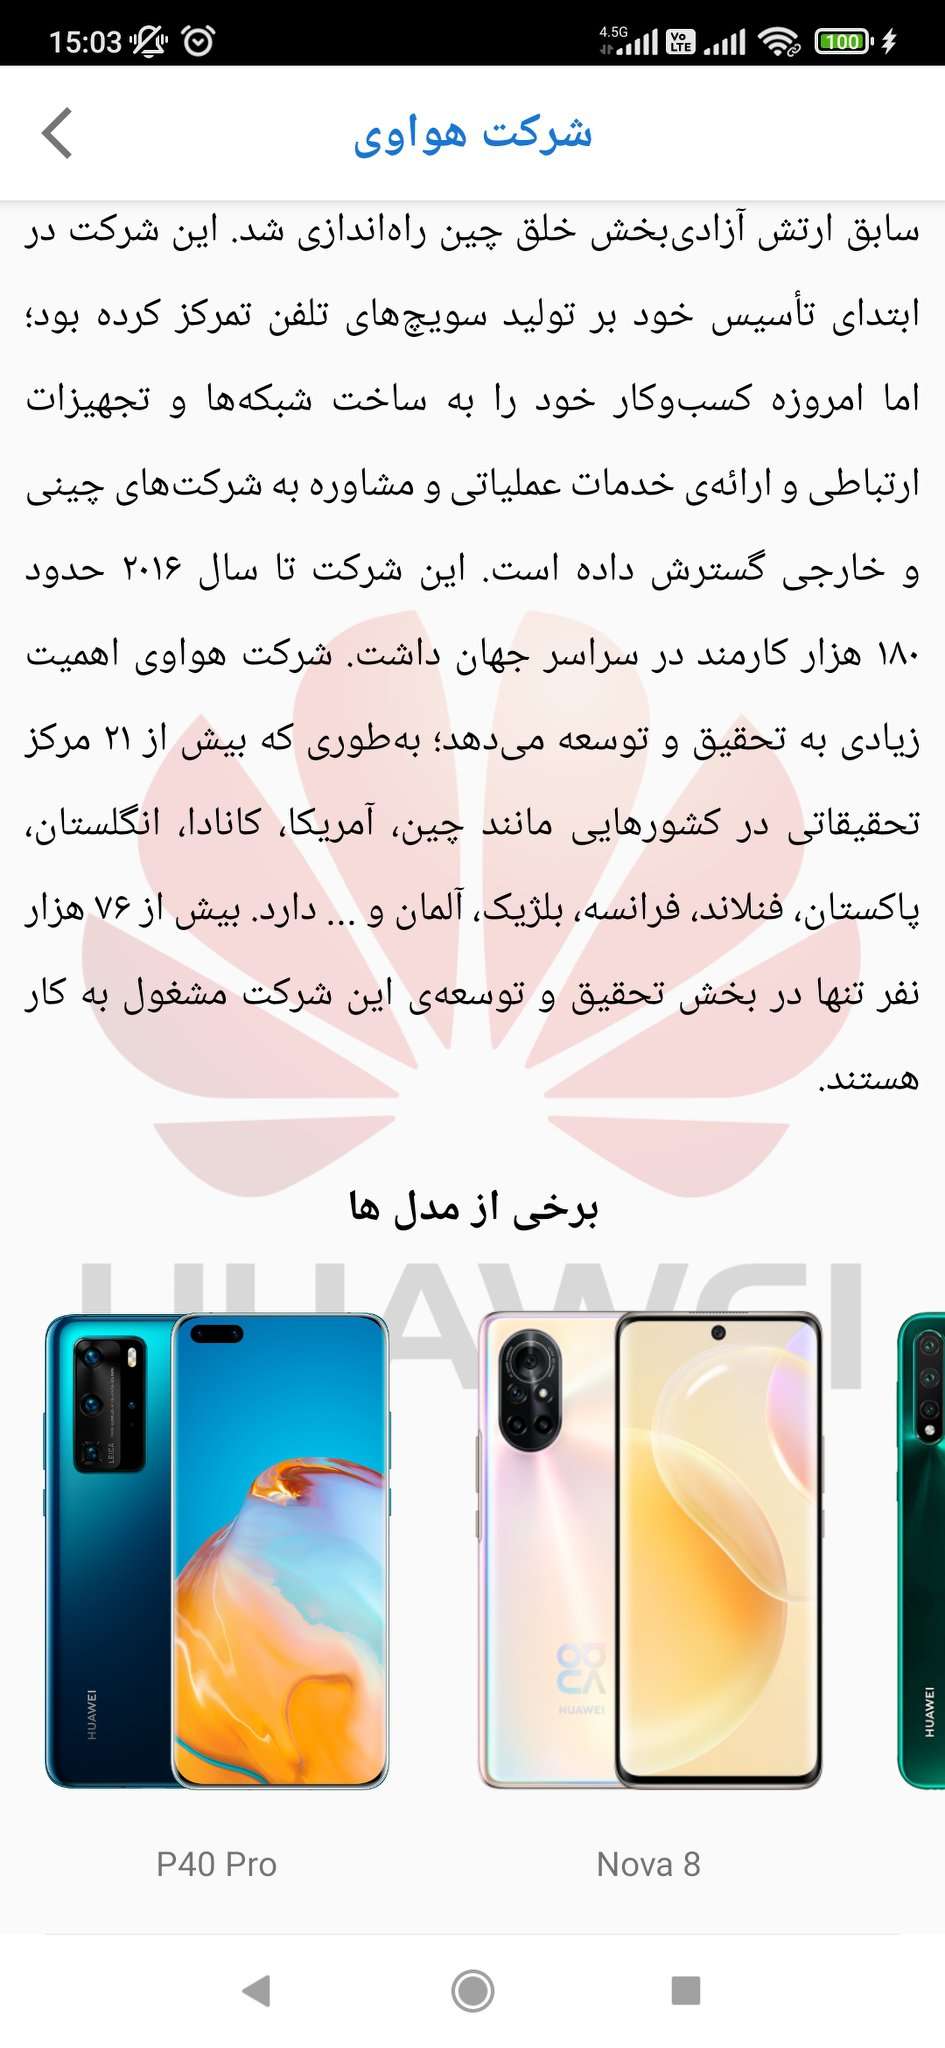 15:03
4.5G
Vo LTE
100
شرکت هواوی
سابق ارتش آزادی‌بخش خلق چین راه‌اندازی شد. این شرکت در
ابتدای تأسیس خود بر تولید سویچ‌های تلفن تمرکز کرده بود؛
اما امروزه کسب‌وکار خود را به ساخت شبکه‌ها و تجهیزات
ارتباطی و ارائه‌ی خدمات عملیاتی و مشاوره به شرکت‌های چینی
و خارجی گسترش داده است. این شرکت تا سال ۲۰۱۶ حدود
۱۸۰ هزار کارمند در سراسر جهان داشت. شرکت هواوی اهمیت
زیادی به تحقیق و توسعه می‌دهد؛ به‌طوری که بیش از ۲۱ مرکز
تحقیقاتی در کشورهایی مانند چین، آمریکا، کانادا، انگلستان،
پاکستان، فنلاند، فرانسه، بلژیک، آلمان و ... دارد. بیش از ۷۶ هزار
نفر تنها در بخش تحقیق و توسعه‌ی این شرکت مشغول به کار
هستند.
برخی از مدل ها
HUAWEI
LEICA
HUAWEI
HUAWEI
HUAWEI
P40 Pro
Nova 8